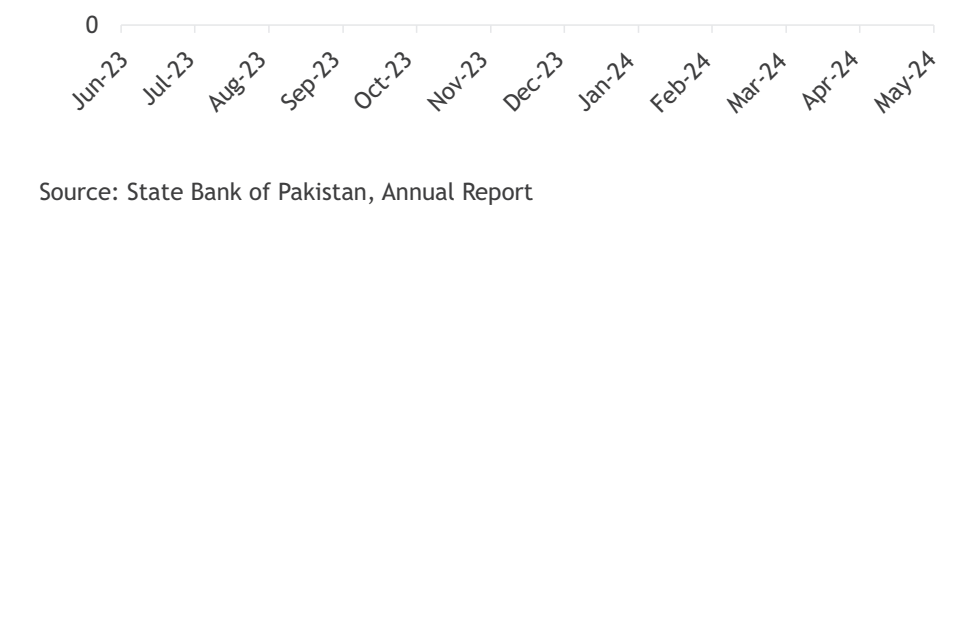 0
Jun-23 Jul-23 Aug-23 Sep-23 Oct-23 Nov-23 Dec-23 Jan-24 Feb-24 Mar-24 Apr-24 May-24
Source: State Bank of Pakistan, Annual Report